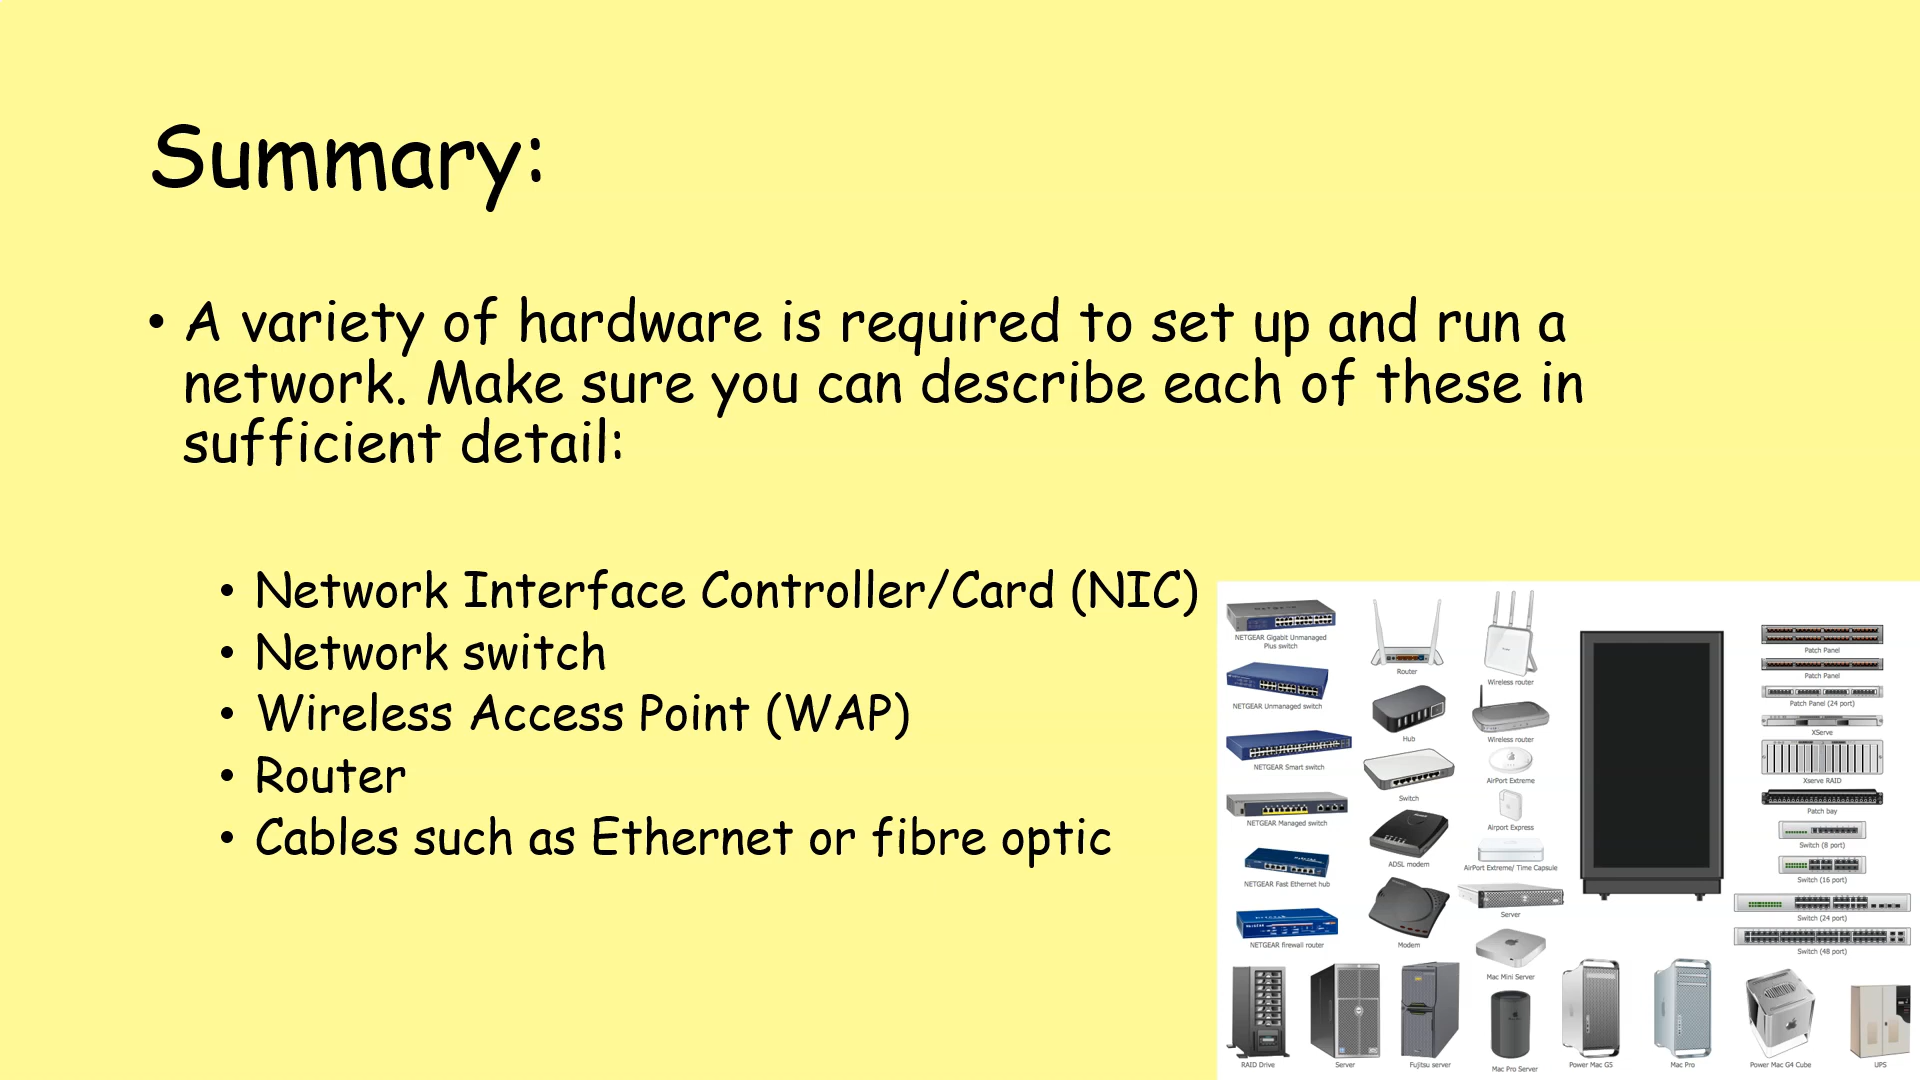 Summary:
• A variety of hardware is required to set up and run a
network. Make sure you can describe each of these in
sufficient detail:
• Network Interface Controller/Card (NIC)
• Network switch
• Wireless Access Point (WAP)
• Router
• Cables such as Ethernet or fibre optic
NETGEAR Gigabit Unmanaged
Plus switch
NETGEAR Unmanaged switch
NETGEAR Smart switch
NETGEAR Managed switch
NETGEAR Fast Ethernet hub
NETGEAR firewall router
Router
Hub
Switch
ADSL modem
Modem
Wireless router
Wireless router
AirPort Extreme
Airport Express
AirPort Extreme/ Time Capsule
Server
Mac Mini Server
Patch Panel
Patch Panel
Patch Panel (24 port)
XServe
Xserve RAID
Patch bay
Switch (8 port)
Switch (16 port)
Switch (24 port)
Switch (48 port)
RAID Drive
Server
Fujitsu server
Mac Pro Server
Power Mac G5
Mac Pro
Power Mac G4 Cube
UPS